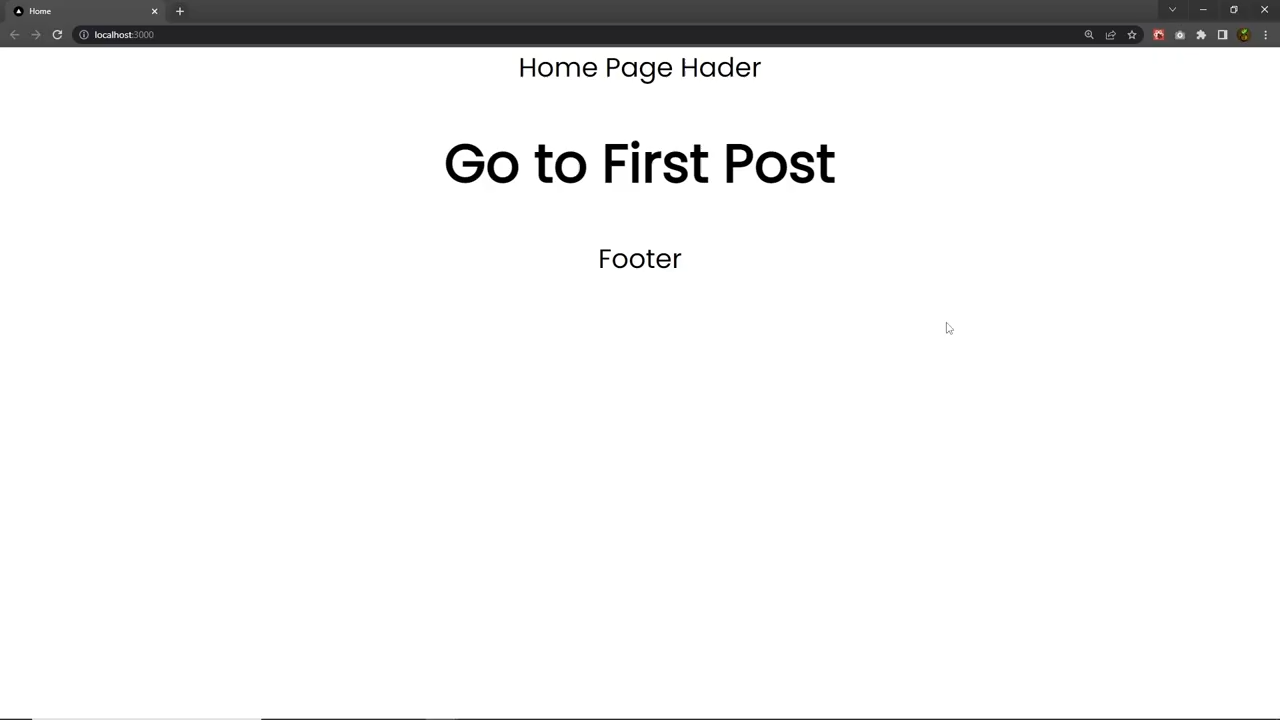 Home
localhost:3000
Home Page Hader
Go to First Post
Footer